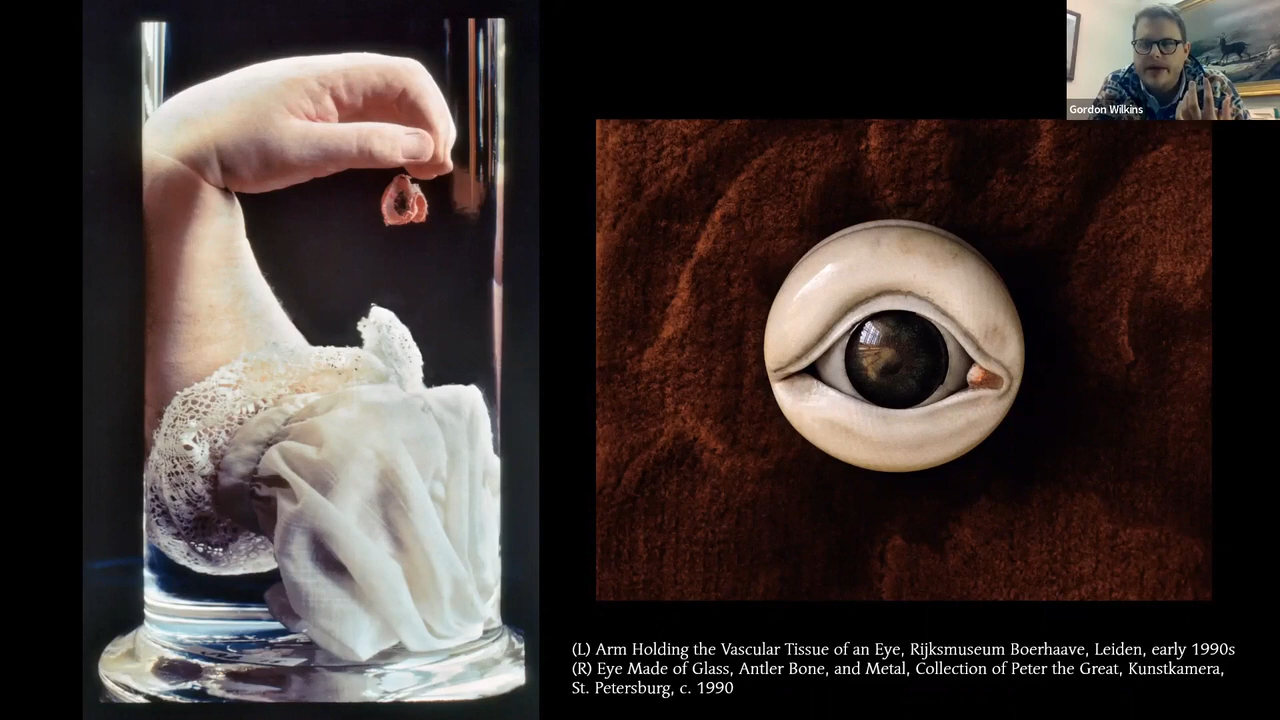 Gordon Wilkins
(L) Arm Holding the Vascular Tissue of an Eye, Rijksmuseum Boerhaave, Leiden, early 1990s
(R) Eye Made of Glass, Antler Bone, and Metal, Collection of Peter the Great, Kunstkamera,
St. Petersburg, c. 1990